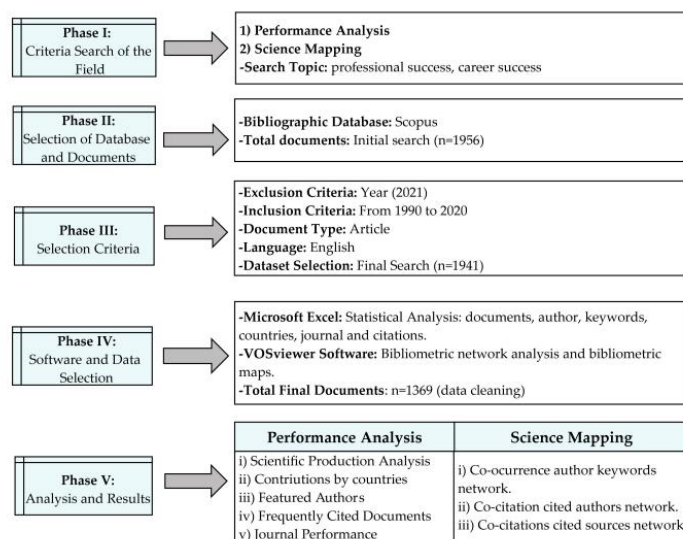 Phase I:
Criteria Search of the
Field
1) Performance Analysis
2) Science Mapping
-Search Topic: professional success, career success
Phase II:
Selection of Database
and Documents
-Bibliographic Database: Scopus
-Total documents: Initial search (n=1956)
Phase III:
Selection Criteria
-Exclusion Criteria: Year (2021)
-Inclusion Criteria: From 1990 to 2020
-Document Type: Article
-Language: English
-Dataset Selection: Final Search (n=1941)
Phase IV:
Software and Data
Selection
-Microsoft Excel: Statistical Analysis: documents, author, keywords,
countries, journal and citations.
-VOSviewer Software: Bibliometric network analysis and bibliometric
maps.
-Total Final Documents: n=1369 (data cleaning)
Phase V:
Analysis and Results
Performance Analysis
i) Scientific Production Analysis
ii) Contriutions by countries
iii) Featured Authors
iv) Frequently Cited Documents
v) Journal Performance
Science Mapping
i) Co-ocurrence author keywords
network.
ii) Co-citation cited authors network.
iii) Co-citations cited sources network